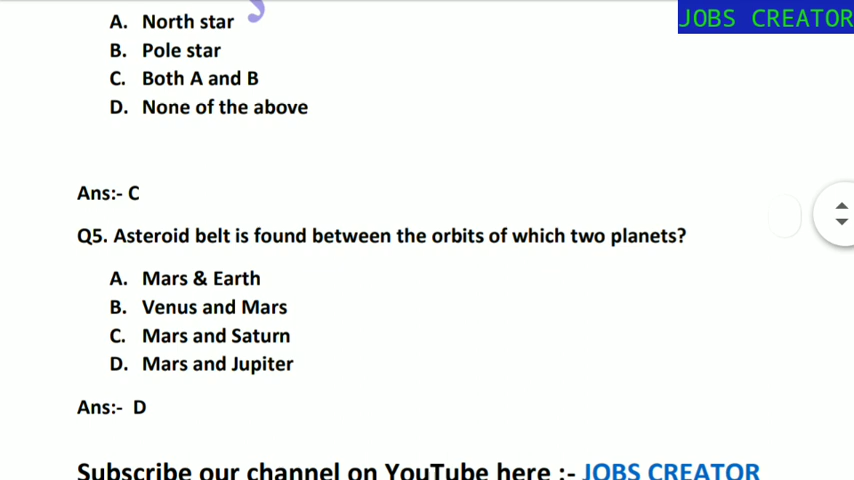 JOBS CREATOR
A. North star
B. Pole star
C. Both A and B
D. None of the above
Ans:- C
Q5. Asteroid belt is found between the orbits of which two planets?
A. Mars & Earth
B. Venus and Mars
C. Mars and Saturn
D. Mars and Jupiter
Ans:- D
Subscribe our channel on YouTube here :- JOBS CREATOR